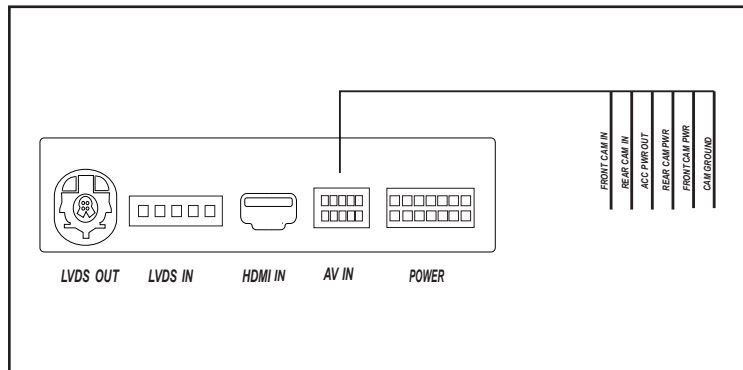 FRONT CAM IN
REAR CAM IN
ACC PWR OUT
REAR CAM PWR
FRONT CAM PWR
CAM GROUND
LVDS OUT
LVDS IN
HDMI IN
AV IN
POWER